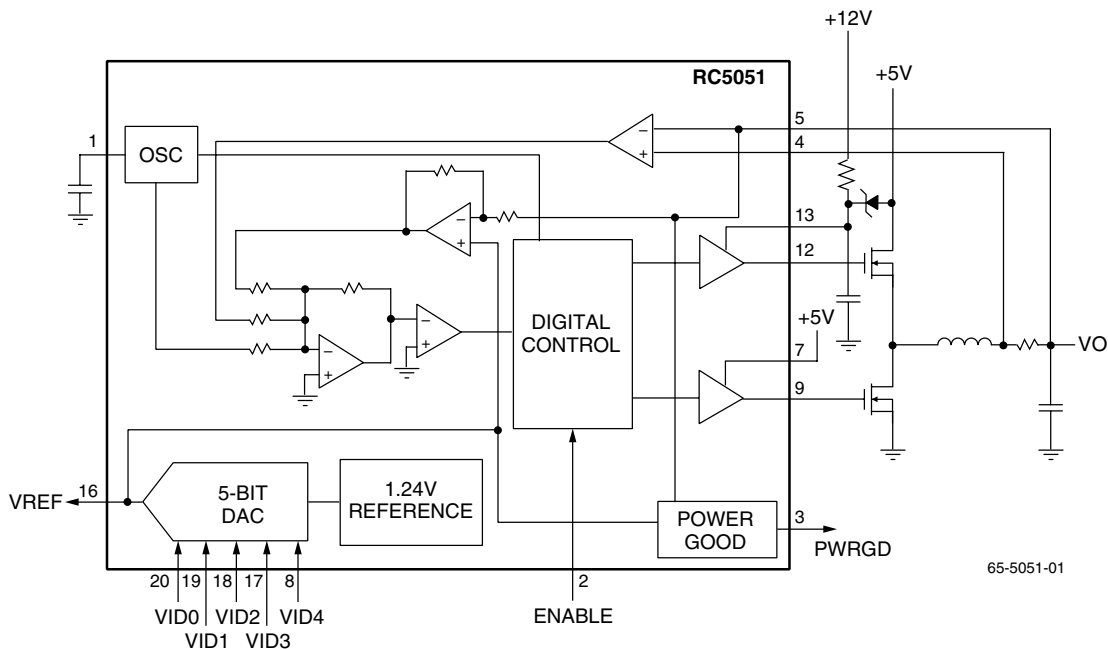 +12V
RC5051
+5V
5
1
OSC
4
−
+
13
−
+
12
DIGITAL
CONTROL
+5V
−
+
−
+
7
VO
9
VREF
16
5-BIT
DAC
1.24V
REFERENCE
POWER
GOOD
3
PWRGD
65-5051-01
20
19
18
17
8
2
VID0
VID2
VID4
ENABLE
VID1
VID3